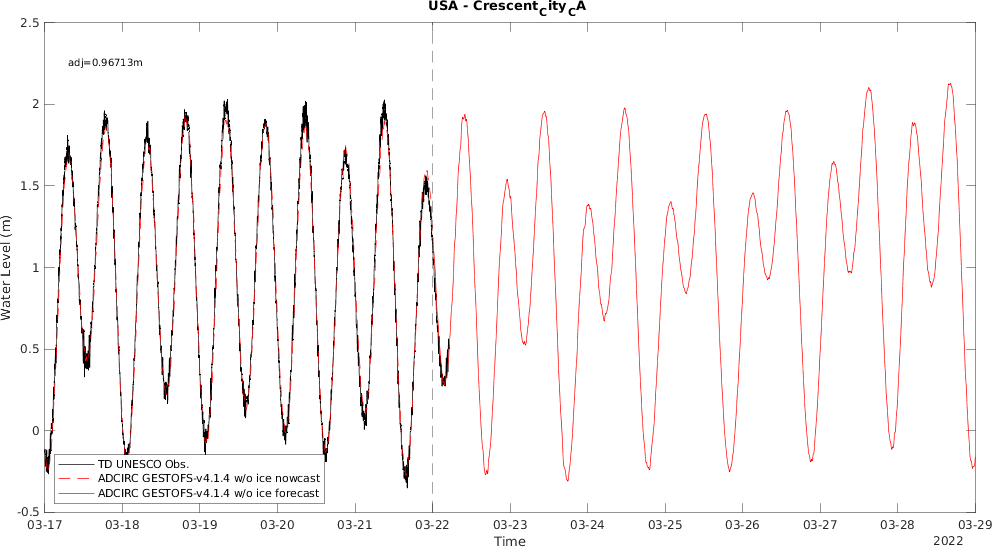 USA - CrescentCityCA
adj=0.96713m
2.5
2
1.5
1
0.5
0
-0.5
Water Level (m)
TD UNESCO Obs.
ADCIRC GESTOFS-v4.1.4 w/o ice nowcast
ADCIRC GESTOFS-v4.1.4 w/o ice forecast
03-17 03-18 03-19 03-20 03-21 03-22 03-23 03-24 03-25 03-26 03-27 03-28 03-29
Time
2022